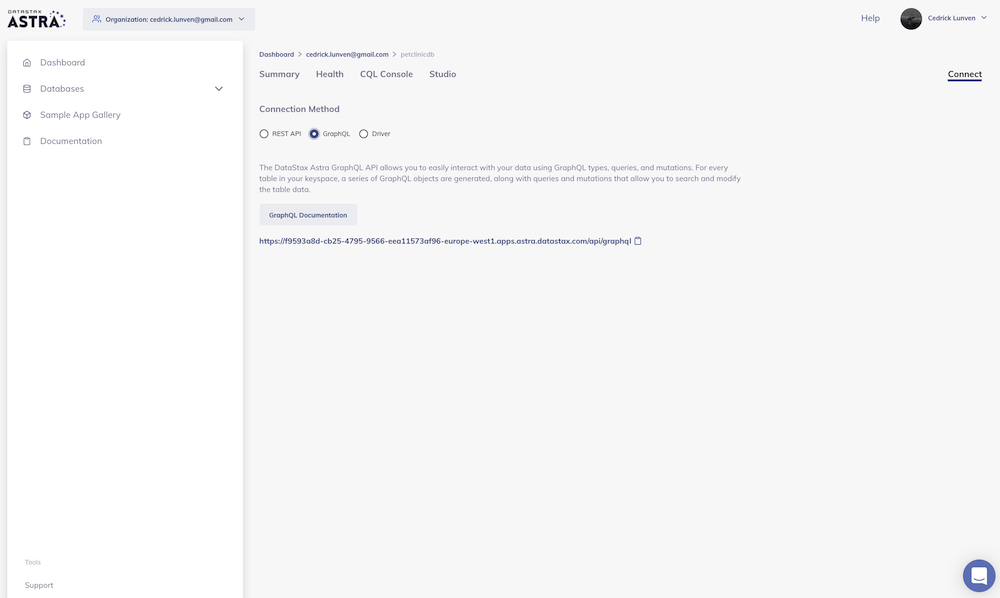 DATASTAX
ASTRA
Organization: cedrick.lunven@gmail.com
Help
Cedrick Lunven
Dashboard
Databases
Sample App Gallery
Documentation
Tools
Support
Dashboard > cedrick.lunven@gmail.com > petclinicdb
Summary Health CQL Console Studio Connect
Connection Method
REST API GraphQL Driver
The DataStax Astra GraphQL API allows you to easily interact with your data using GraphQL types, queries, and mutations. For every
table in your keyspace, a series of GraphQL objects are generated, along with queries and mutations that allow you to search and modify
the table data.
GraphQL Documentation
https://f9593a8d-cb25-4795-9566-eea11573af96-europe-west1.apps.astra.datastax.com/api/graphql